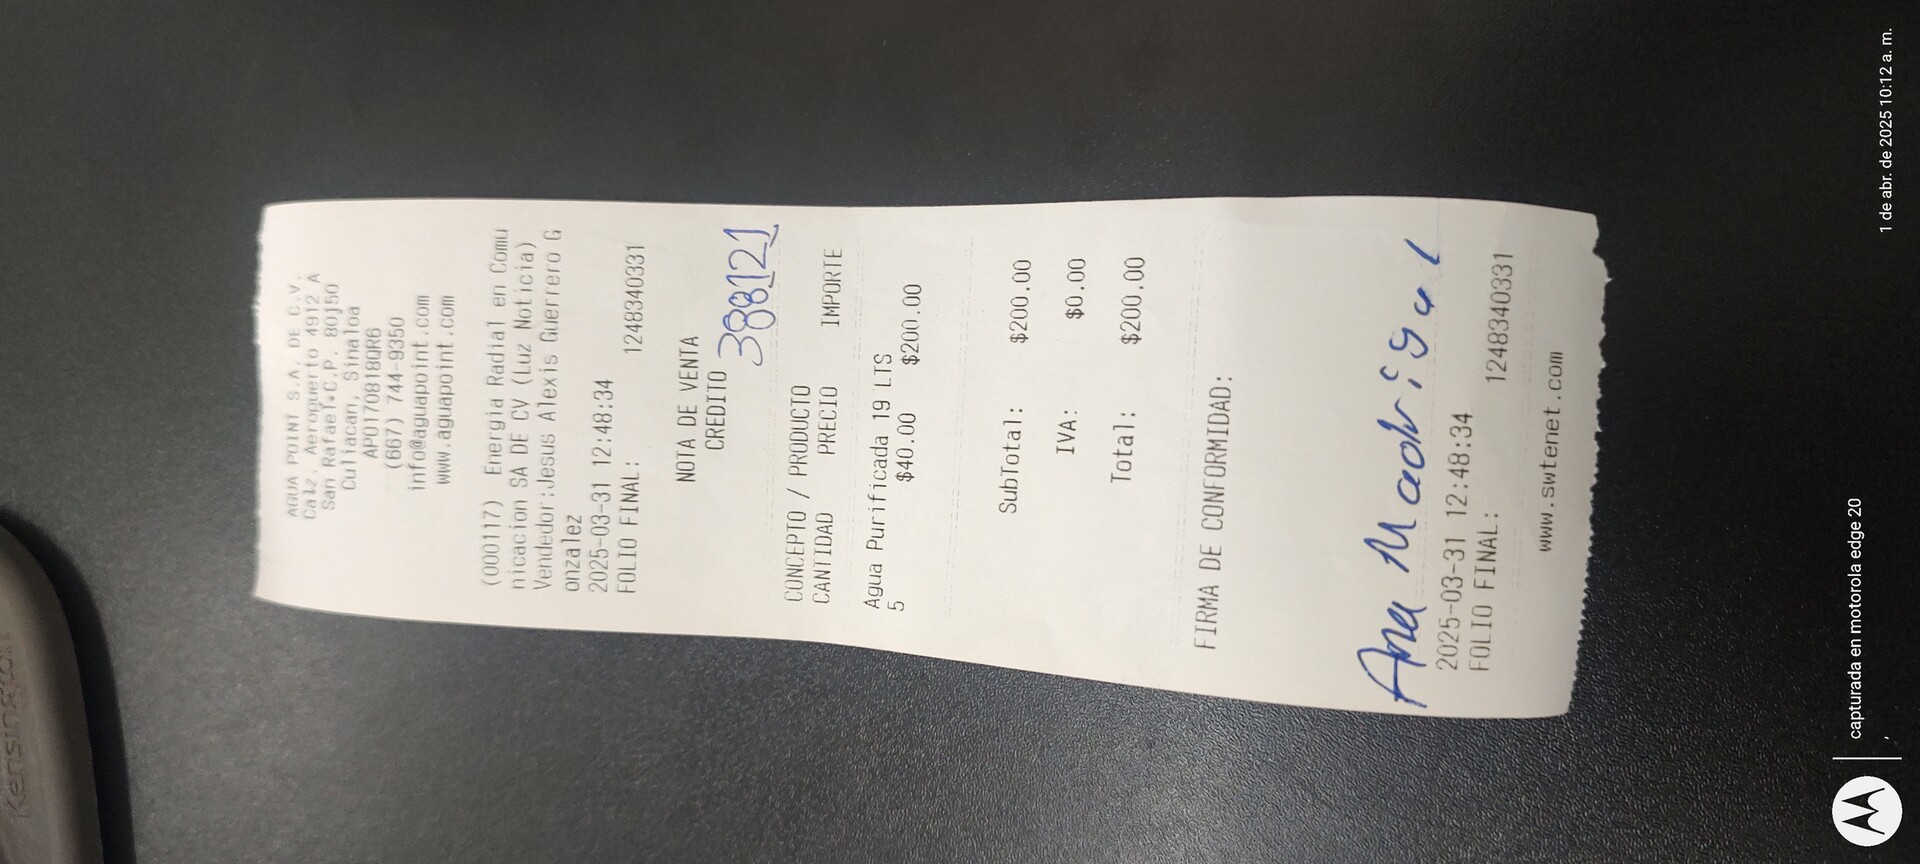 AGUA POINT S.A. DE C.V.
Calz. Aeropuerto 4912 A
San Rafael.C.P. 80150
Culiacan, Sinaloa
APO170818QR6
(667) 744-9350
info@aguapoint.com
www.aguapoint.com
(000117) Energia Radial en Comu
nicacion SA DE CV (Luz Noticia)
Vendedor:Jesus Alexis Guerrero G
onzalez
2025-03-31 12:48:34
FOLIO FINAL: 1248340331
NOTA DE VENTA
CREDITO
388121
CONCEPTO / PRODUCTO
CANTIDAD PRECIO IMPORTE
Agua Purificada 19 LTS
5 $40.00 $200.00
SubTotal: $200.00
IVA: $0.00
Total: $200.00
FIRMA DE CONFORMIDAD:
Ana Madrigal
2025-03-31 12:48:34
FOLIO FINAL: 1248340331
www.swtenet.com
Kensington
capturada en motorola edge 20
1 de abr. de 2025 10:12 a. m.